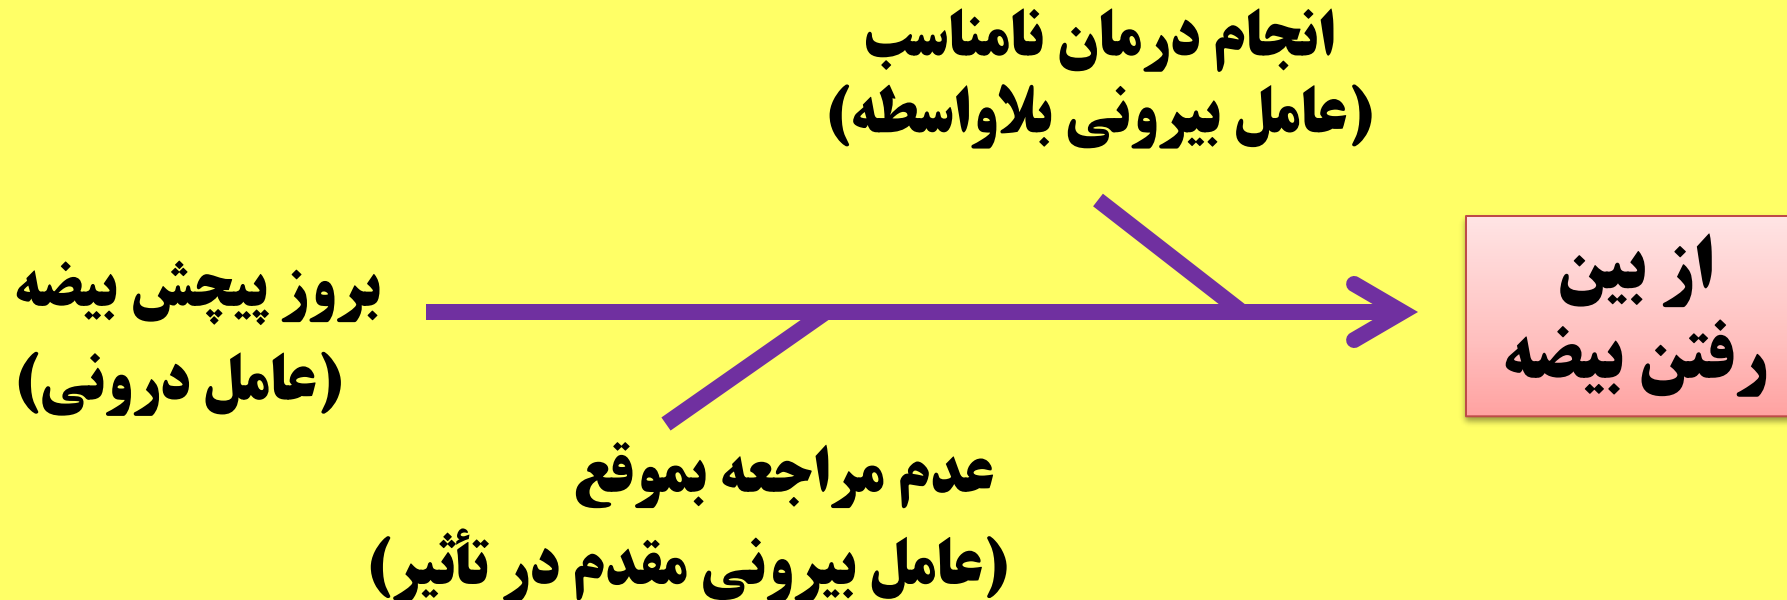 انجام درمان نامناسب
(عامل بیرونی بلاواسطه)
از بین
رفتن بیضه
بروز پیچش بیضه
(عامل درونی)
عدم مراجعه بموقع
(عامل بیرونی مقدم در تأثیر)